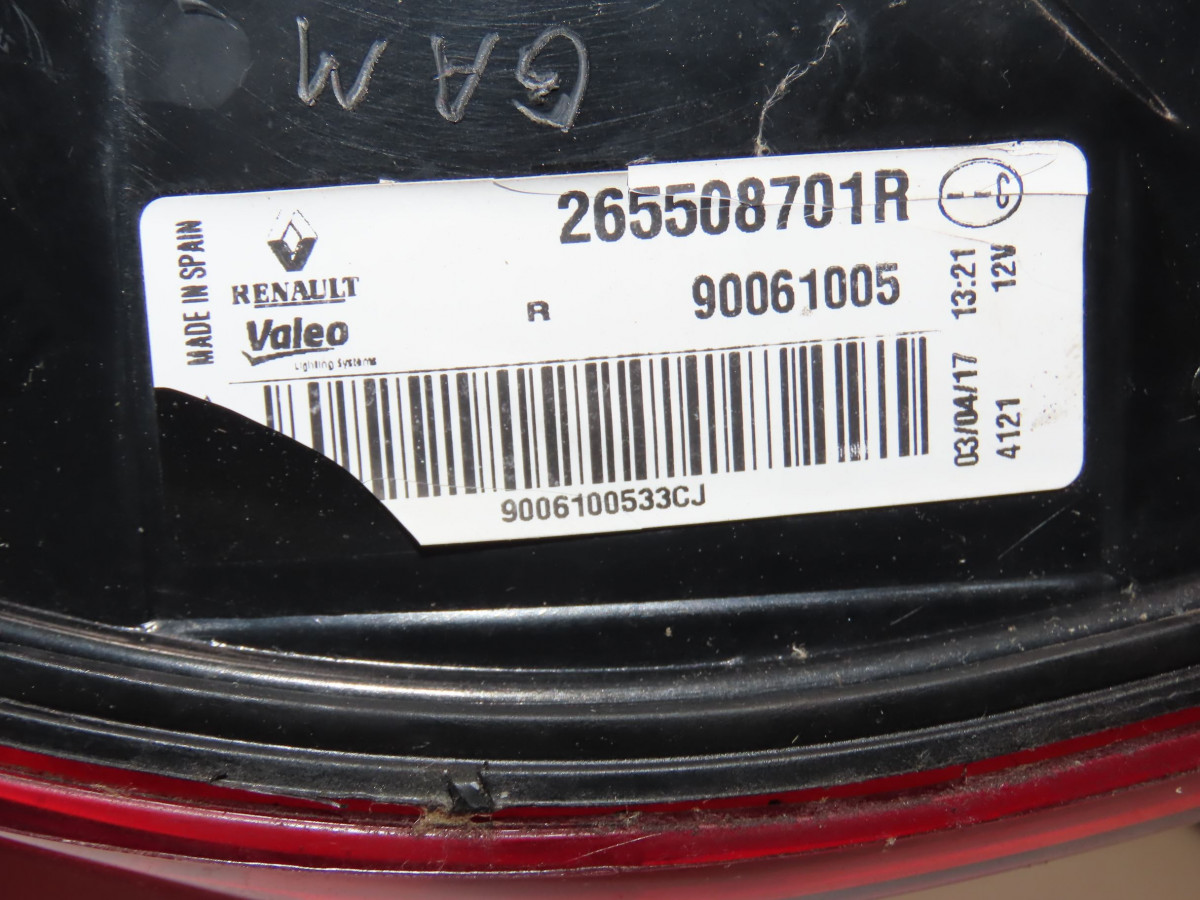 GAM
265508701R
MADE IN SPAIN
RENAULT
Valeo
Lighting Systems
R
90061005
9006100533CJ
03/04/17 13:21
4121 12V